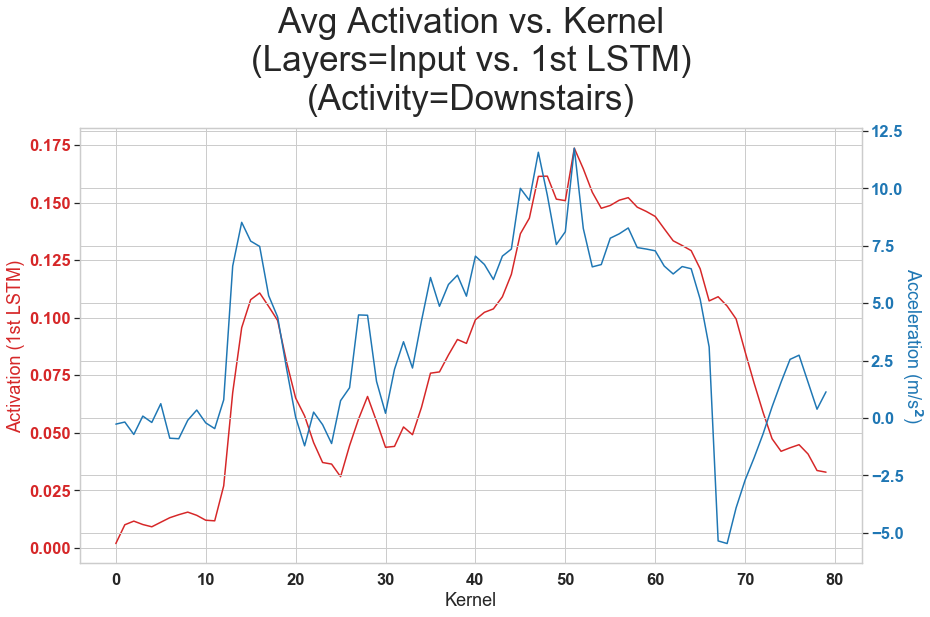 Avg Activation vs. Kernel
(Layers=Input vs. 1st LSTM)
(Activity=Downstairs)
0.175
0.150
0.125
0.100
0.075
0.050
0.025
0.000
Activation (1st LSTM)
12.5
10.0
7.5
5.0
2.5
0.0
−2.5
−5.0
Acceleration (m/s²)
0 10 20 30 40 50 60 70 80
Kernel